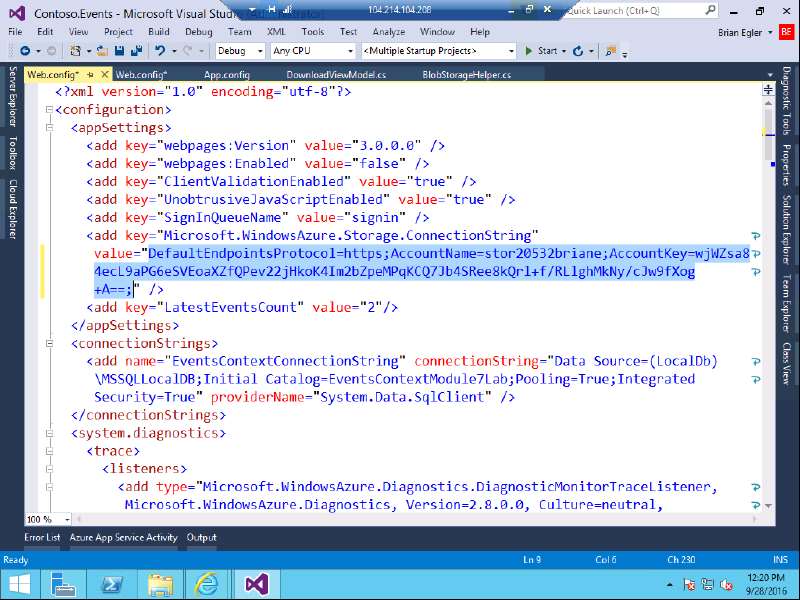 Contoso.Events - Microsoft Visual Stu
104.214.104.208
Quick Launch (Ctrl+Q)
File Edit View Project Build Debug Team XML Tools Test Analyze Window Help Brian Egler BE
Debug Any CPU <Multiple Startup Projects> Start
Web.config* Web.config* App.config DownloadViewModel.cs BlobStorageHelper.cs
Server Explorer
Toolbox
Cloud Explorer
<?xml version="1.0" encoding="utf-8"?>
<configuration>
<appSettings>
<add key="webpages:Version" value="3.0.0.0" />
<add key="webpages:Enabled" value="false" />
<add key="ClientValidationEnabled" value="true" />
<add key="UnobtrusiveJavaScriptEnabled" value="true" />
<add key="SignInQueueName" value="signin" />
<add key="Microsoft.WindowsAzure.Storage.ConnectionString"
value="DefaultEndpointsProtocol=https;AccountName=stor20532briane;AccountKey=wjWZsa8
4ecL9aPG6eSVEoaXZfQPev22jHkoK4Im2bZpeMPqKCQ7Jb4SRee8kQrl+f/RLlghMkNy/cJw9fXog
+A==;" />
<add key="LatestEventsCount" value="2"/>
</appSettings>
<connectionStrings>
<add name="EventsContextConnectionString" connectionString="Data Source=(LocalDb)
\MSSQLLocalDB;Initial Catalog=EventsContextModule7Lab;Pooling=True;Integrated
Security=True" providerName="System.Data.SqlClient" />
</connectionStrings>
<system.diagnostics>
<trace>
<listeners>
<add type="Microsoft.WindowsAzure.Diagnostics.DiagnosticMonitorTraceListener,
Microsoft.WindowsAzure.Diagnostics, Version=2.8.0.0, Culture=neutral,
Diagnostic Tools
Properties
Solution Explorer
Team Explorer
Class View
100 %
Error List Azure App Service Activity Output
Ready Ln 9 Col 6 Ch 230 INS
12:20 PM
9/28/2016